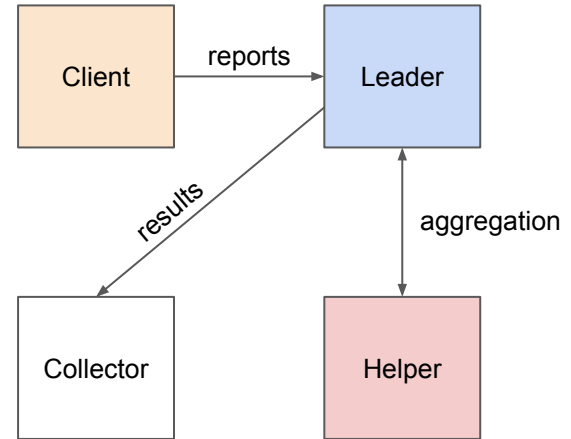 Client
reports
Leader
results
aggregation
Collector
Helper